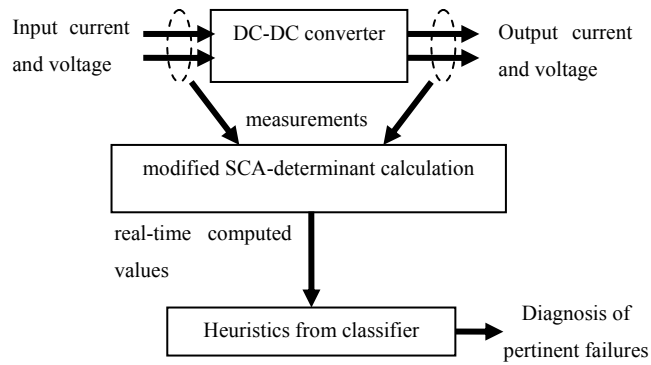 Input current
and voltage
DC-DC converter
Output current
and voltage
measurements
modified SCA-determinant calculation
real-time computed
values
Heuristics from classifier
Diagnosis of
pertinent failures